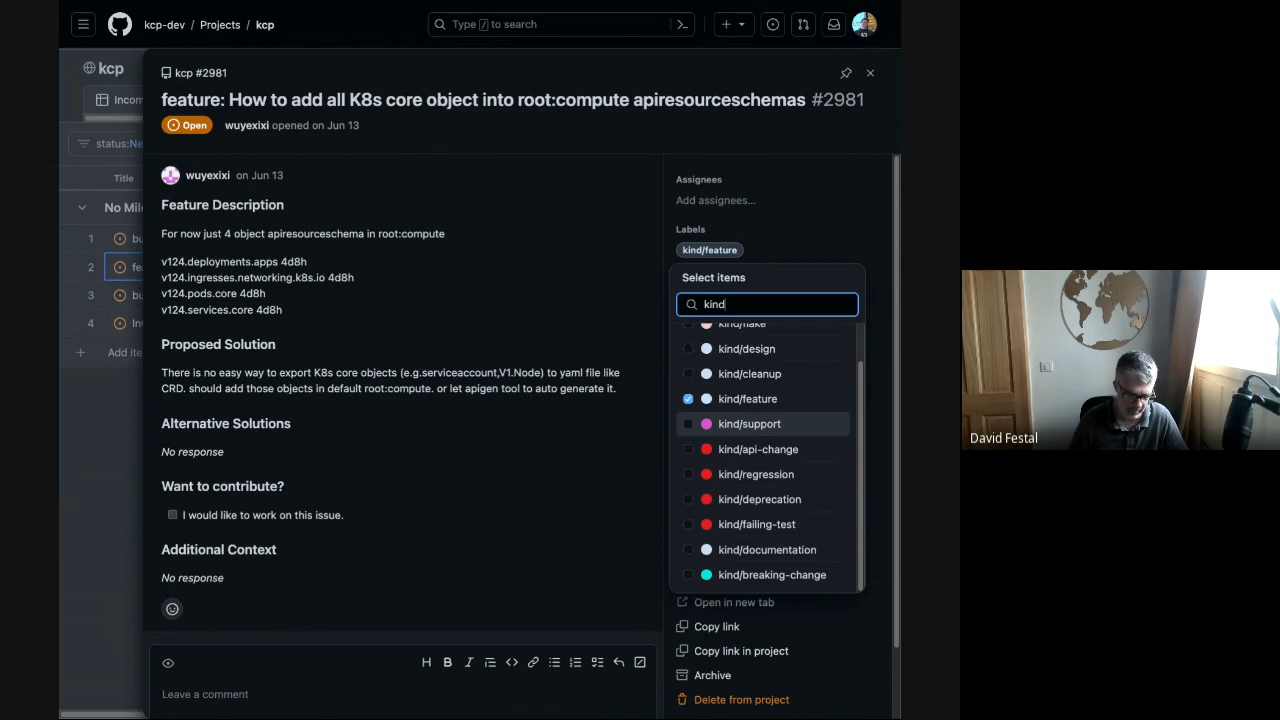 kcp-dev / Projects / kcp
Type / to search
kcp
Incom
status:Ne
Title
No Mil
1 bu
2 fea
3 bu
4 Inv
Add ite
kcp #2981
feature: How to add all K8s core object into root:compute apiresourceschemas #2981
Open wuyexixi opened on Jun 13
wuyexixi on Jun 13
Feature Description
For now just 4 object apiresourceschema in root:compute
v124.deployments.apps 4d8h
v124.ingresses.networking.k8s.io 4d8h
v124.pods.core 4d8h
v124.services.core 4d8h
Proposed Solution
There is no easy way to export K8s core objects (e.g.serviceaccount,V1.Node) to yaml file like
CRD. should add those objects in default root:compute. or let apigen tool to auto generate it.
Alternative Solutions
No response
Want to contribute?
I would like to work on this issue.
Additional Context
No response
Leave a comment
Assignees
Add assignees...
Labels
kind/feature
Select items
kind
kind/flake
kind/design
kind/cleanup
kind/feature
kind/support
kind/api-change
kind/regression
kind/deprecation
kind/failing-test
kind/documentation
kind/breaking-change
Open in new tab
Copy link
Copy link in project
Archive
Delete from project
David Festal